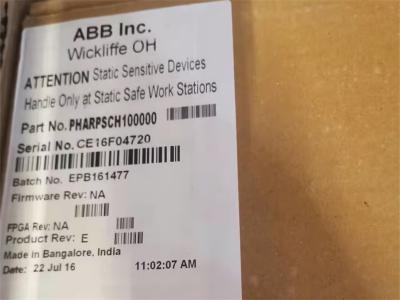 ABB Inc.
Wickliffe OH
ATTENTION Static Sensitive Devices
Handle Only at Static Safe Work Stations
Part No. PHARPSCH100000
Serial No. CE16F04720
Batch No. EPB161477
Firmware Rev: NA
FPGA Rev: NA
Product Rev: E
Made in Bangalore, India
Date: 22 Jul 16 11:02:07 AM